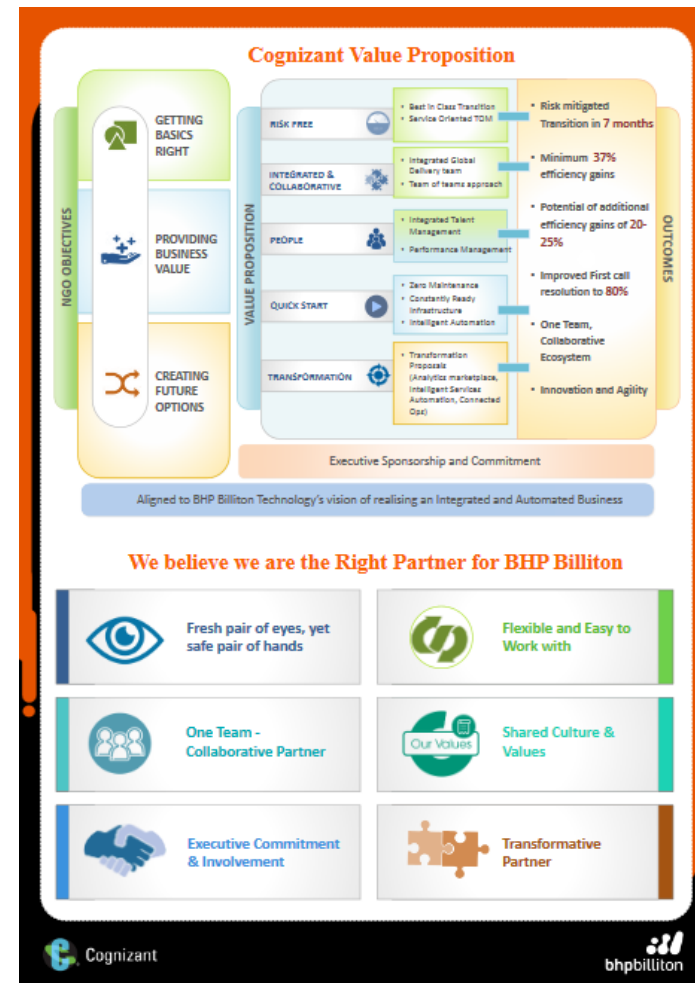 Cognizant Value Proposition
NGO OBJECTIVES
GETTING
BASICS
RIGHT
PROVIDING
BUSINESS
VALUE
CREATING
FUTURE
OPTIONS
VALUE PROPOSITION
RISK FREE
• Best In Class Transition
• Service Oriented TOM
INTEGRATED &
COLLABORATIVE
• Integrated Global
Delivery team
• Team of teams approach
PEOPLE
• Integrated Talent
Management
• Performance Management
QUICK START
• Zero Maintenance
• Constantly Ready
Infrastructure
• Intelligent Automation
TRANSFORMATION
• Transformation
Proposals
(Analytics marketplace,
Intelligent Services
Automation, Connected
Ops)
• Risk mitigated
Transition in 7 months
• Minimum 37%
efficiency gains
• Potential of additional
efficiency gains of 20-
25%
• Improved First call
resolution to 80%
• One Team,
Collaborative
Ecosystem
• Innovation and Agility
OUTCOMES
Executive Sponsorship and Commitment
Aligned to BHP Billiton Technology's vision of realising an Integrated and Automated Business
We believe we are the Right Partner for BHP Billiton
Fresh pair of eyes, yet
safe pair of hands
Flexible and Easy to
Work with
One Team -
Collaborative Partner
Our Values
Shared Culture &
Values
Executive Commitment
& Involvement
Transformative
Partner
Cognizant
bhpbilliton